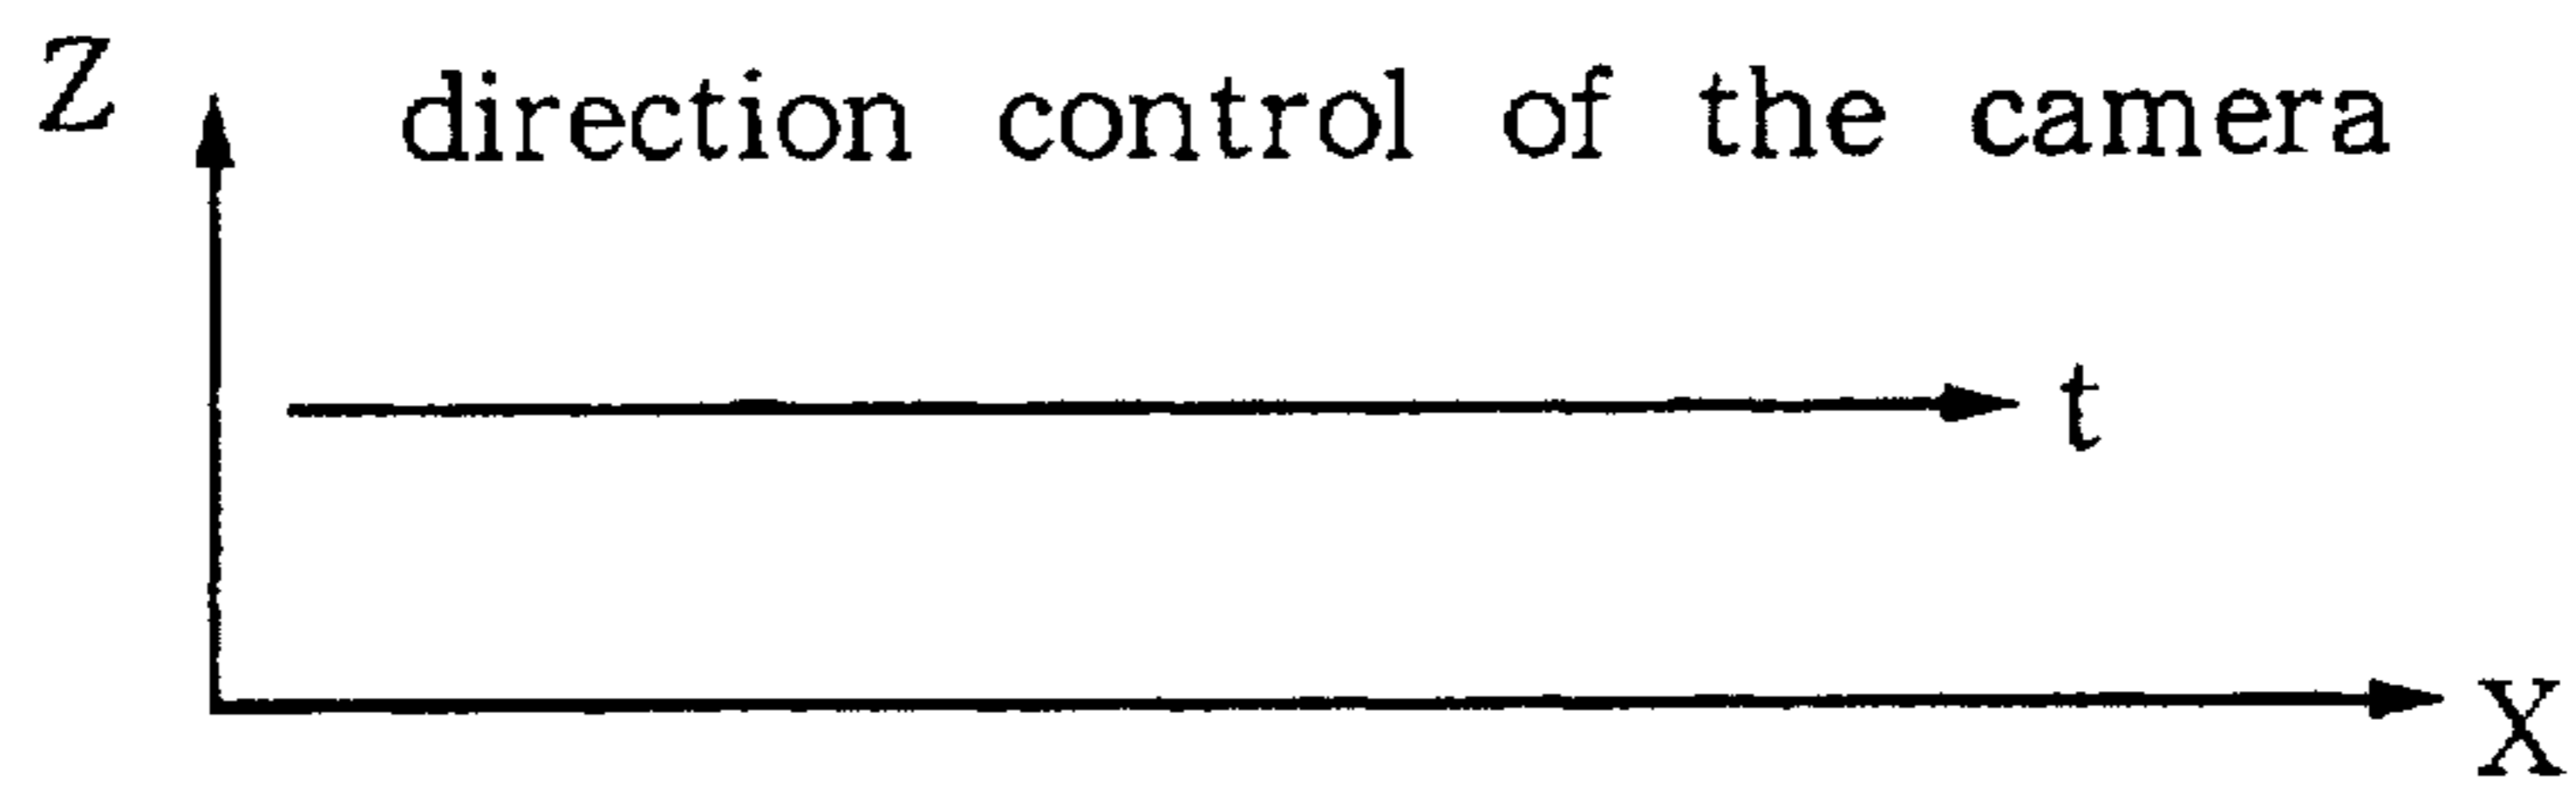 Z
direction control of the camera
t
X